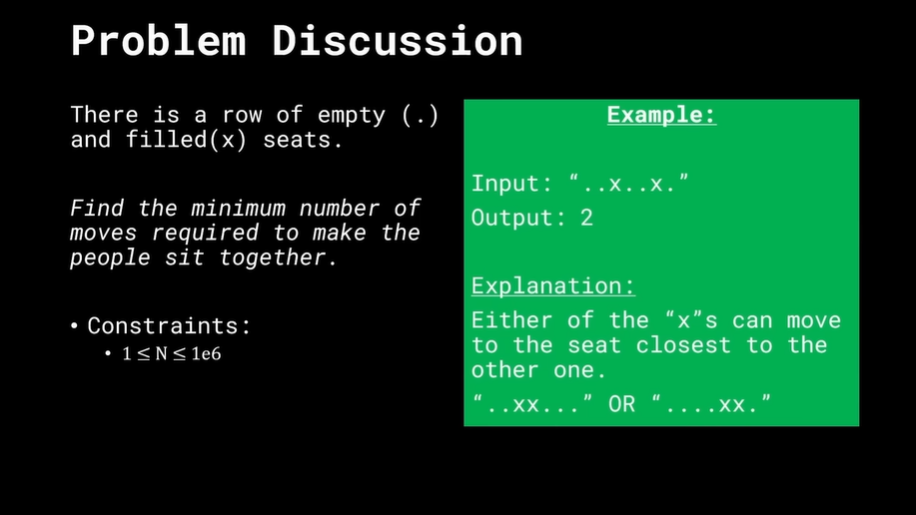 Problem Discussion
There is a row of empty (.)
and filled(x) seats.
Find the minimum number of
moves required to make the
people sit together.
• Constraints:
• 1 ≤ N ≤ 1e6
Example:
Input: “..x..x.”
Output: 2
Explanation:
Either of the “x”s can move
to the seat closest to the
other one.
“..xx...” OR “....xx.”